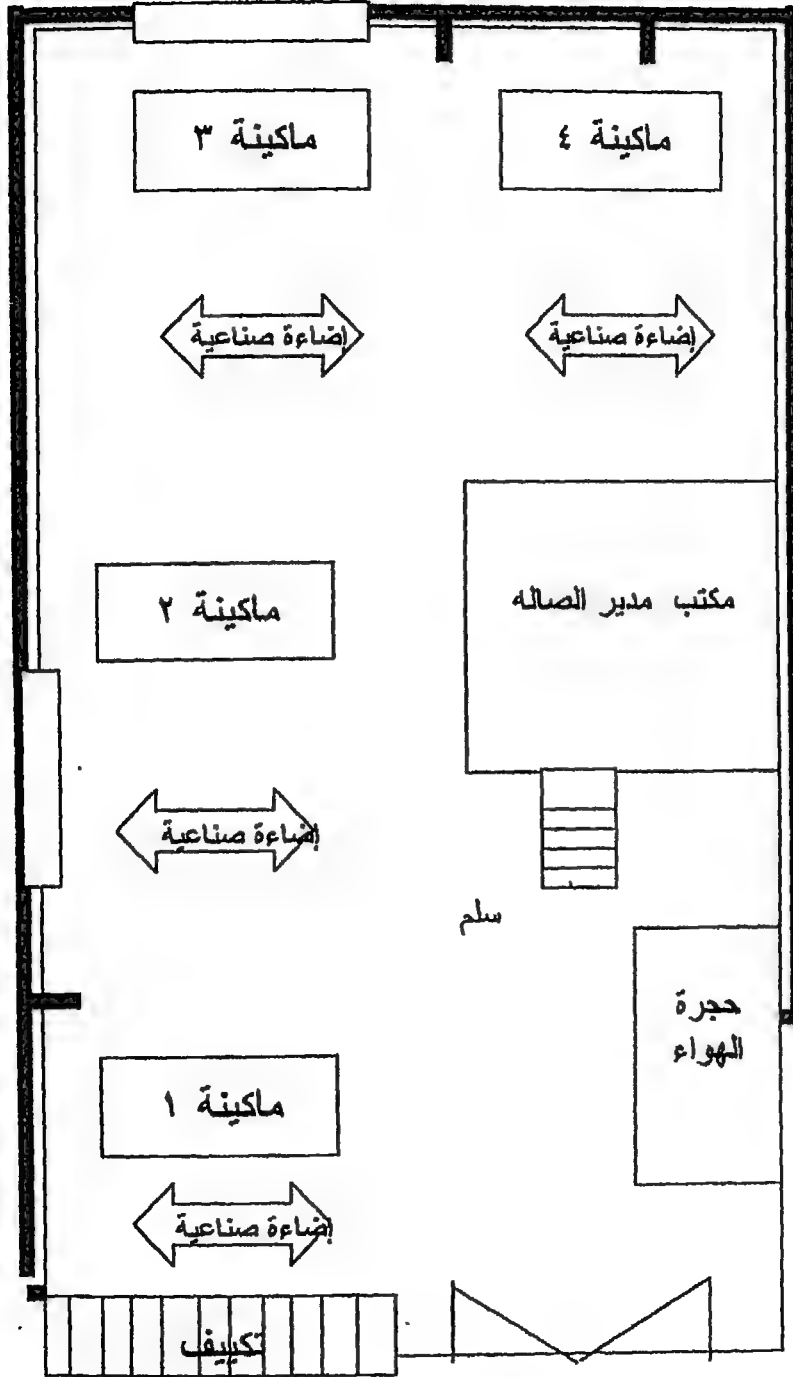 ماكينة ٣
ماكينة ٤
إضاءة صناعية
إضاءة صناعية
ماكينة ٢
مكتب مدير الصاله
إضاءة صناعية
سلم
حجرة
الهواء
ماكينة ١
إضاءة صناعية
تكييف